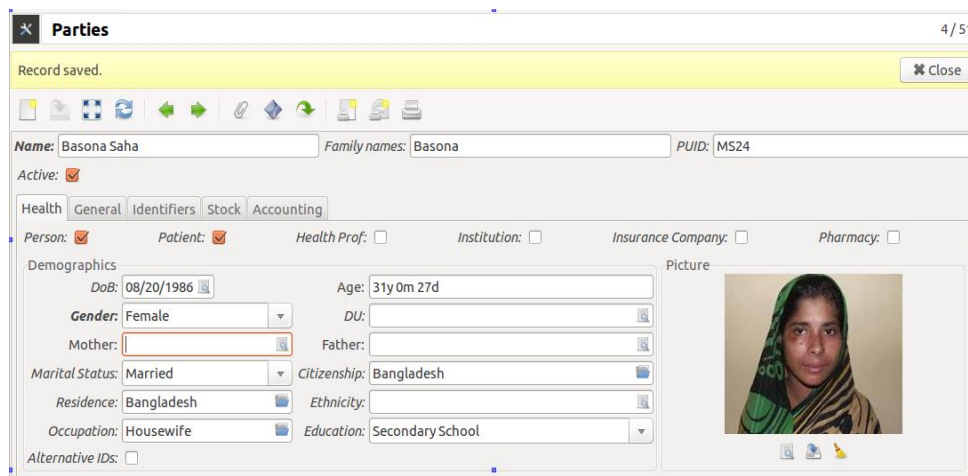 Parties 4 / 51
Record saved. Close
Name: Basona Saha Family names: Basona PUID: MS24
Active:
Health General Identifiers Stock Accounting
Person: Patient: Health Prof: Institution: Insurance Company: Pharmacy:
Demographics Picture
DoB: 08/20/1986 Age: 31y 0m 27d
Gender: Female DU:
Mother: Father:
Marital Status: Married Citizenship: Bangladesh
Residence: Bangladesh Ethnicity:
Occupation: Housewife Education: Secondary School
Alternative IDs: